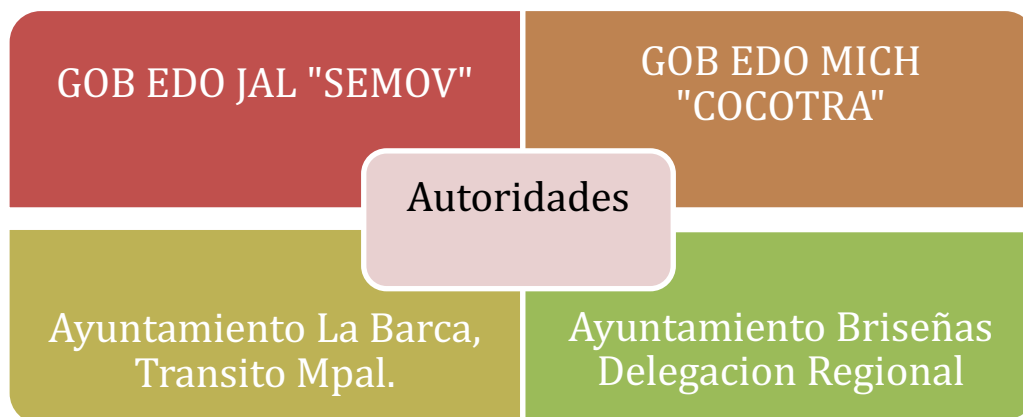 GOB EDO JAL "SEMOV"
GOB EDO MICH
"COCOTRA"
Autoridades
Ayuntamiento La Barca,
Transito Mpal.
Ayuntamiento Briseñas
Delegacion Regional